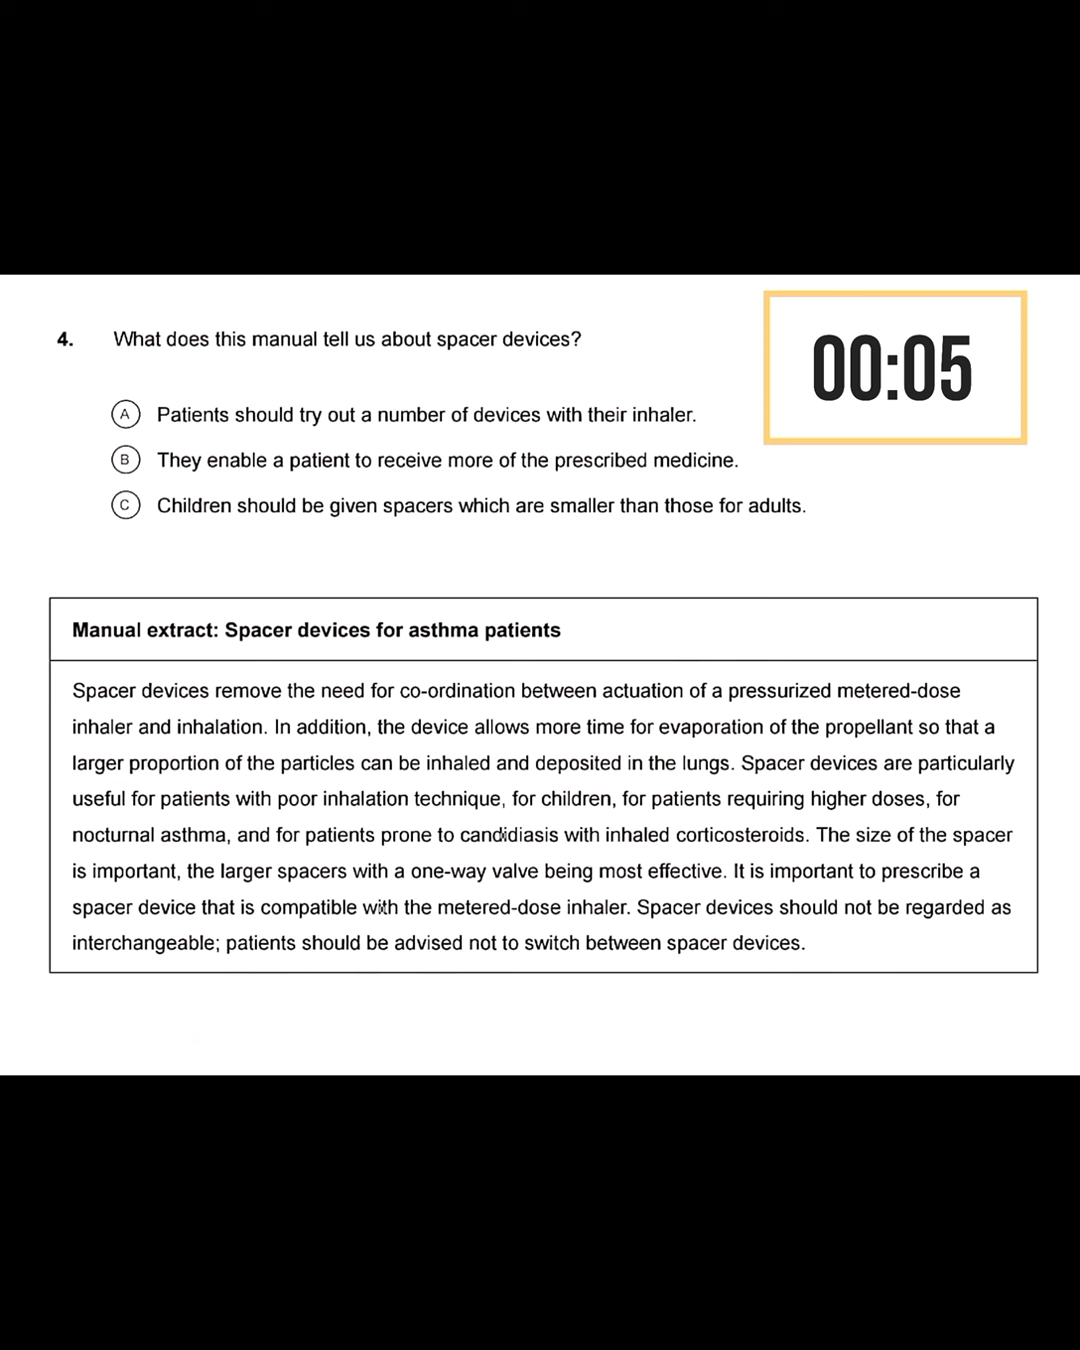 4. What does this manual tell us about spacer devices?
00:05
A Patients should try out a number of devices with their inhaler.
B They enable a patient to receive more of the prescribed medicine.
C Children should be given spacers which are smaller than those for adults.
Manual extract: Spacer devices for asthma patients
Spacer devices remove the need for co-ordination between actuation of a pressurized metered-dose
inhaler and inhalation. In addition, the device allows more time for evaporation of the propellant so that a
larger proportion of the particles can be inhaled and deposited in the lungs. Spacer devices are particularly
useful for patients with poor inhalation technique, for children, for patients requiring higher doses, for
nocturnal asthma, and for patients prone to candidiasis with inhaled corticosteroids. The size of the spacer
is important, the larger spacers with a one-way valve being most effective. It is important to prescribe a
spacer device that is compatible with the metered-dose inhaler. Spacer devices should not be regarded as
interchangeable; patients should be advised not to switch between spacer devices.